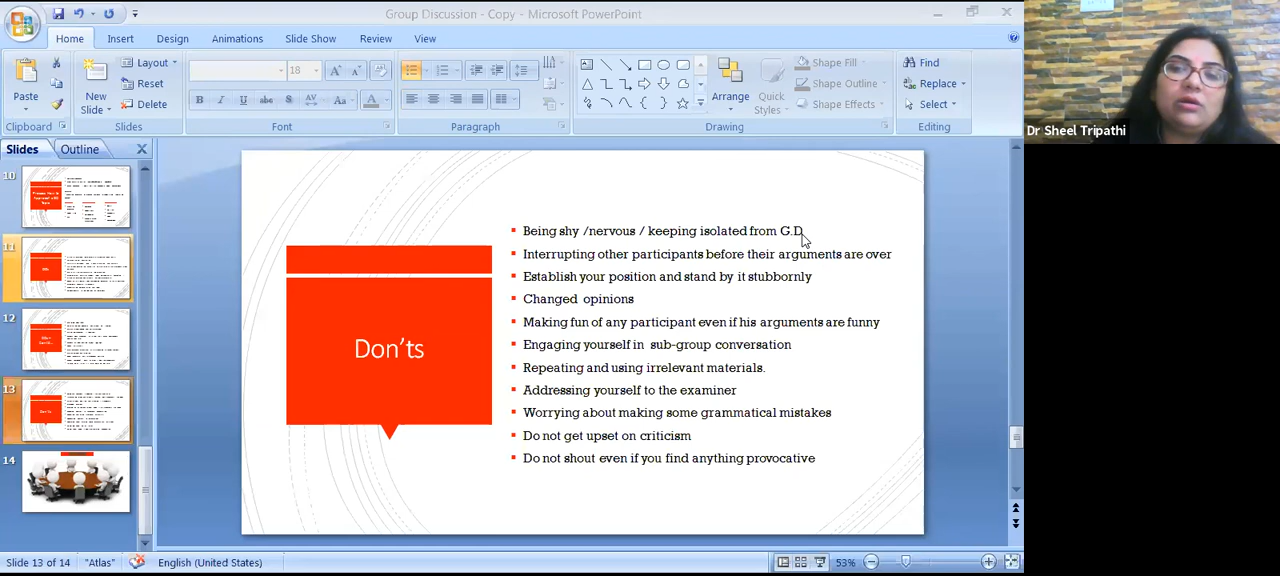 Group Discussion - Copy - Microsoft PowerPoint
Home Insert Design Animations Slide Show Review View
Paste
Clipboard
New Slide
Layout
Reset
Delete
Slides
18
B I U abc S AV Aa A
Font
Paragraph
Arrange
Quick Styles
Shape Fill
Shape Outline
Shape Effects
Drawing
Find
Replace
Select
Editing
Dr Sheel Tripathi
Slides Outline
10
11
12
13
14
Don'ts
Being shy /nervous / keeping isolated from G.D
Interrupting other participants before their arguments are over
Establish your position and stand by it stubbornly
Changed opinions
Making fun of any participant even if his arguments are funny
Engaging yourself in sub-group conversation
Repeating and using irrelevant materials.
Addressing yourself to the examiner
Worrying about making some grammatical mistakes
Do not get upset on criticism
Do not shout even if you find anything provocative
Slide 13 of 14 "Atlas" English (United States) 53%